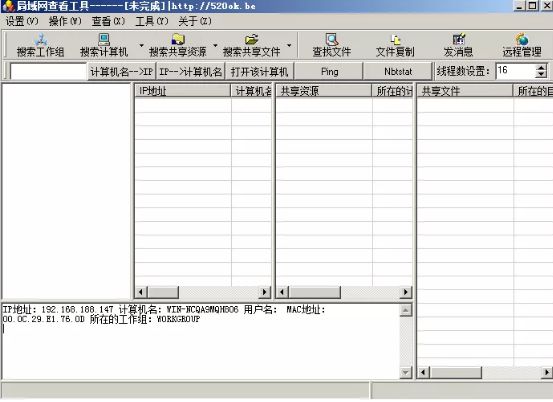 局域网查看工具------[未完成]|http://520ok.be
设置(V) 操作(W) 查看(X) 工具(Y) 关于(Z)
搜索工作组 搜索计算机 搜索共享资源 搜索共享文件 查找文件 文件复制 发消息 远程管理
计算机名-->IP IP-->计算机名 打开该计算机 Ping Nbtstat 线程数设置: 16
IP地址 计算机名 共享资源 所在的计 共享文件 所在的目
IP地址: 192.168.188.147 计算机名: WIN-NCQA9MQHB06 用户名: MAC地址:
00.0C.29.E1.76.0D 所在的工作组: WORKGROUP